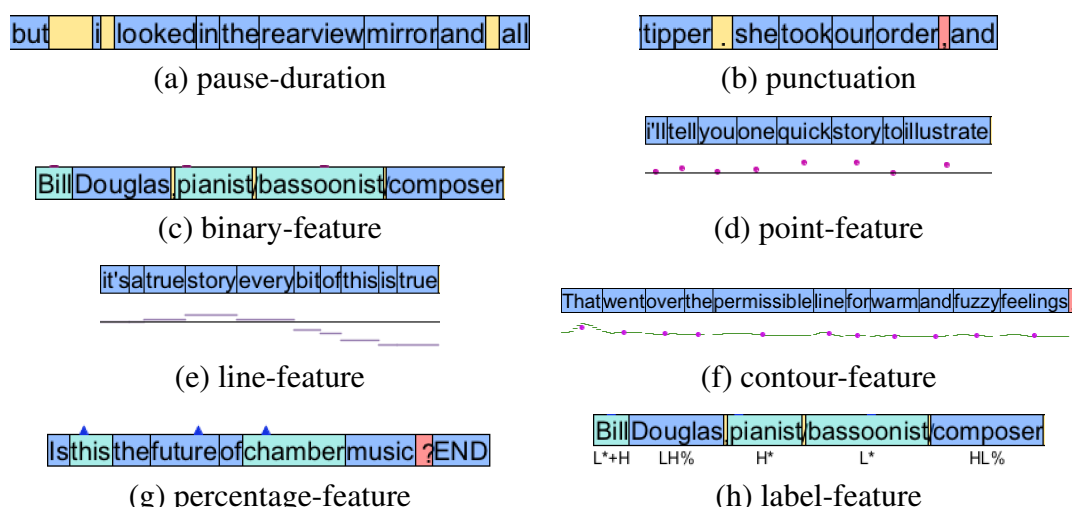 but i looked in the rearview mirror and all
(a) pause-duration
tipper . she took our order , and
(b) punctuation
Bill Douglas , pianist / bassoonist / composer
(c) binary-feature
i'll tell you one quick story to illustrate
(d) point-feature
it's a true story every bit of this is true
(e) line-feature
That went over the permissible line for warm and fuzzy feelings
(f) contour-feature
Is this the future of chamber music ? END
(g) percentage-feature
Bill Douglas , pianist / bassoonist / composer
L*+H LH% H* L* HL%
(h) label-feature